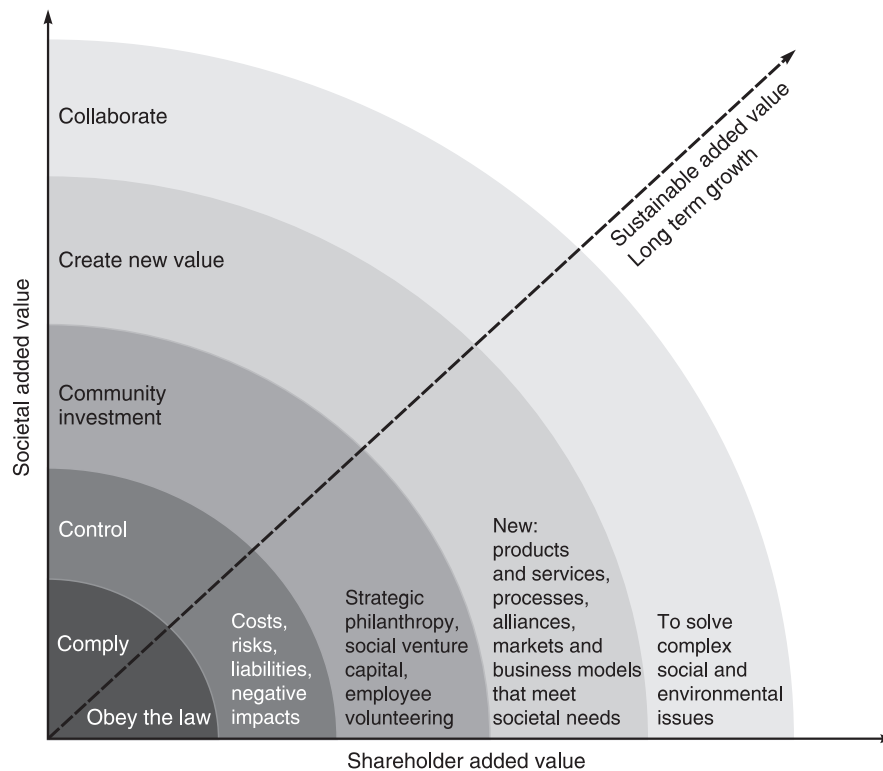 Collaborate
Create new value
Community
investment
Control
Comply
Obey the law
Costs,
risks,
liabilities,
negative
impacts
Strategic
philanthropy,
social venture
capital,
employee
volunteering
New:
products
and services,
processes,
alliances,
markets and
business models
that meet
societal needs
To solve
complex
social and
environmental
issues
Sustainable added value
Long term growth
Societal added value
Shareholder added value